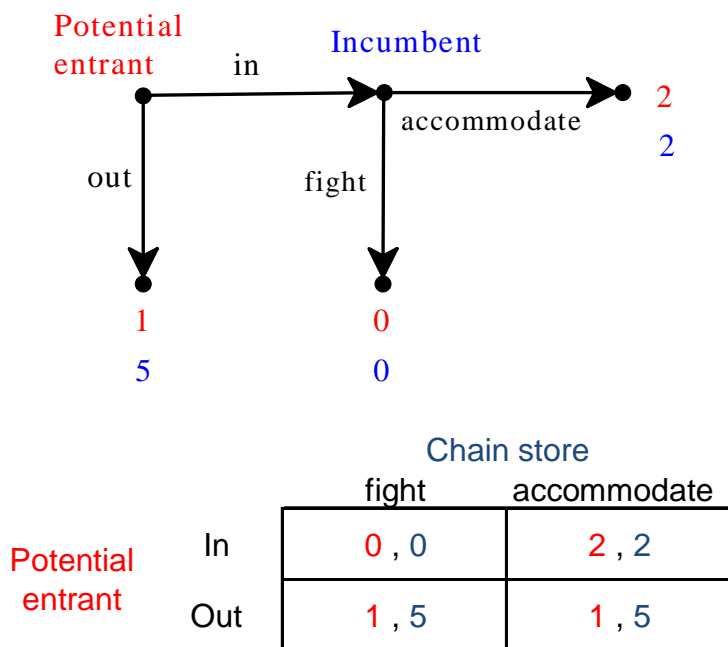 Potential
entrant
Incumbent
in
accommodate
2
2
out
fight
1
0
5
0
Chain store
fight accommodate
Potential
entrant
In 0 , 0 2 , 2
Out 1 , 5 1 , 5